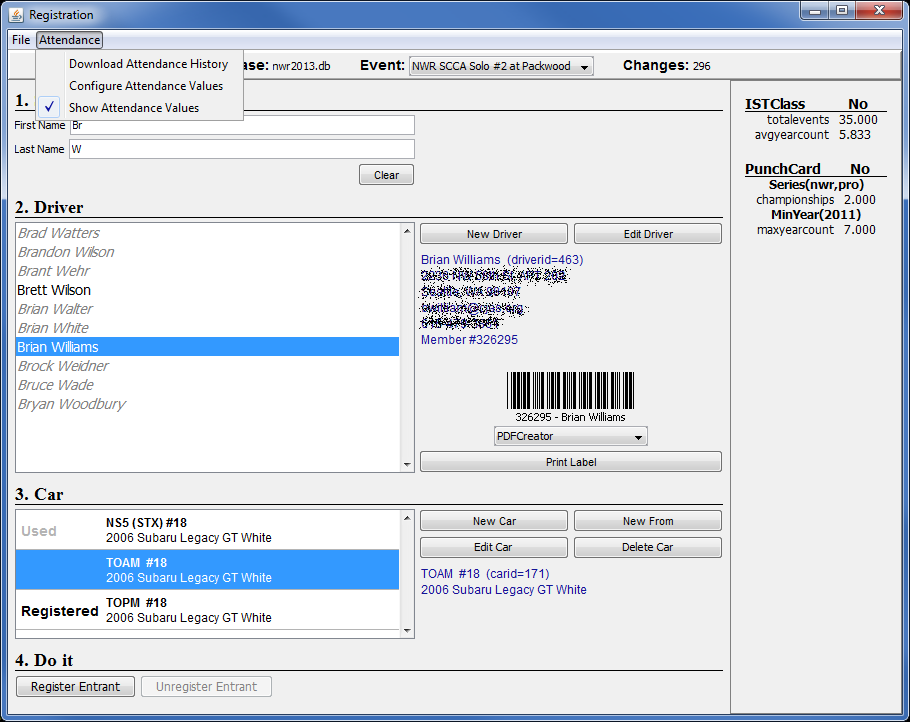 Registration
File Attendance
Download Attendance History
Configure Attendance Values
Show Attendance Values
nwr2013.db
Event: NWR SCCA Solo #2 at Packwood
Changes: 296
1.
First Name Br
Last Name W
Clear
2. Driver
Brad Watters
Brandon Wilson
Brant Wehr
Brett Wilson
Brian Walter
Brian White
Brian Williams
Brock Weidner
Bruce Wade
Bryan Woodbury
New Driver Edit Driver
Brian Williams (driverid=463)
Member #326295
326295 - Brian Williams
PDFCreator
Print Label
3. Car
Used NS5 (STX) #18
2006 Subaru Legacy GT White
TOAM #18
2006 Subaru Legacy GT White
Registered TOPM #18
2006 Subaru Legacy GT White
New Car New From
Edit Car Delete Car
TOAM #18 (carid=171)
2006 Subaru Legacy GT White
4. Do it
Register Entrant Unregister Entrant
ISTClass No
totalevents 35.000
avgyearcount 5.833
PunchCard No
Series(nwr,pro)
championships 2.000
MinYear(2011)
maxyearcount 7.000